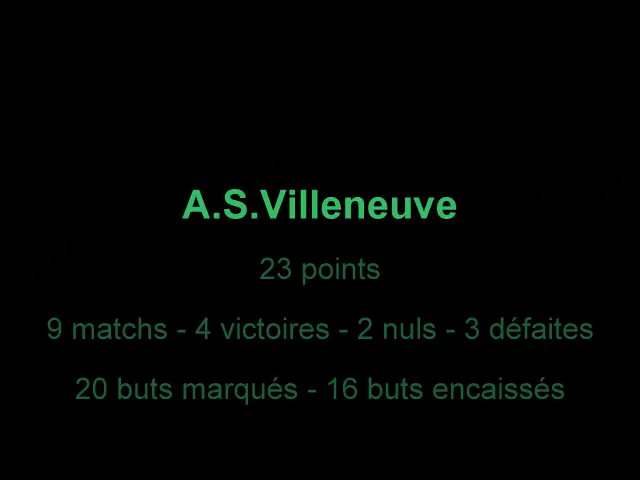 A.S.Villeneuve
23 points
9 matchs - 4 victoires - 2 nuls - 3 défaites
20 buts marqués - 16 buts encaissés